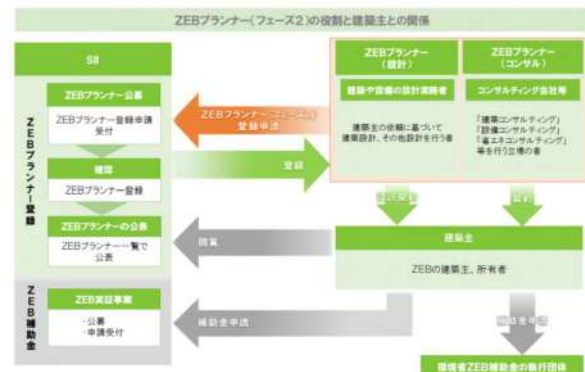 ZEBプランナー(フェーズ2)の役割と建築主との関係
SII
ZEBプランナー登録
ZEBプランナー公募
ZEBプランナー登録申請
受付
確認
ZEBプランナー登録
ZEBプランナーの公表
ZEBプランナー一覧で
公表
ZEB補助金
ZEB実証事業
・公募
・申請受付
ZEBプランナー(フェーズ2)
登録申請
登録
閲覧
補助金申請
ZEBプランナー
(設計)
建築や設備の設計実務者
建築主の依頼に基づいて
建築設計、その他設計を行う者
ZEBプランナー
(コンサル)
コンサルティング会社等
「建築コンサルティング」
「設備コンサルティング」
「省エネコンサルティング」
等を行う立場の者
設計契約
契約
建築主
ZEBの建築主、所有者
補助金申請
環境省ZEB補助金の執行団体